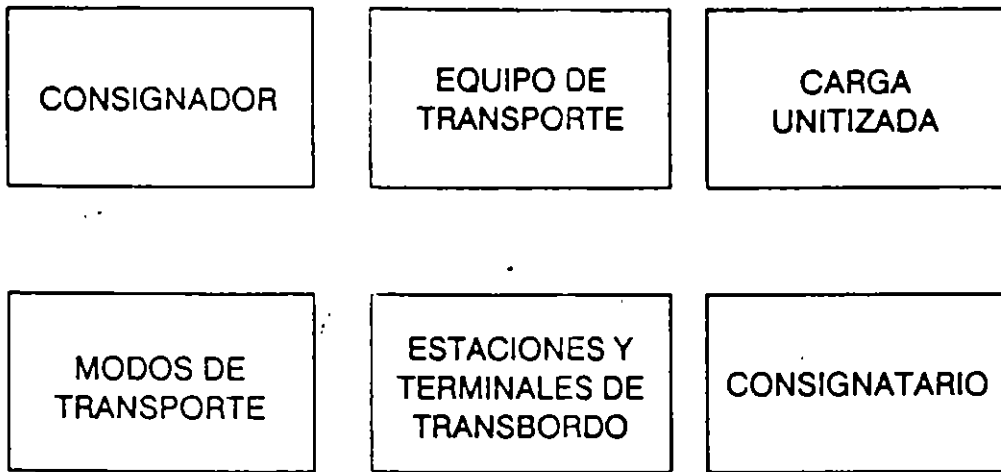 CONSIGNADOR
EQUIPO DE
TRANSPORTE
CARGA
UNITIZADA
MODOS DE
TRANSPORTE
ESTACIONES Y
TERMINALES DE
TRANSBORDO
CONSIGNATARIO